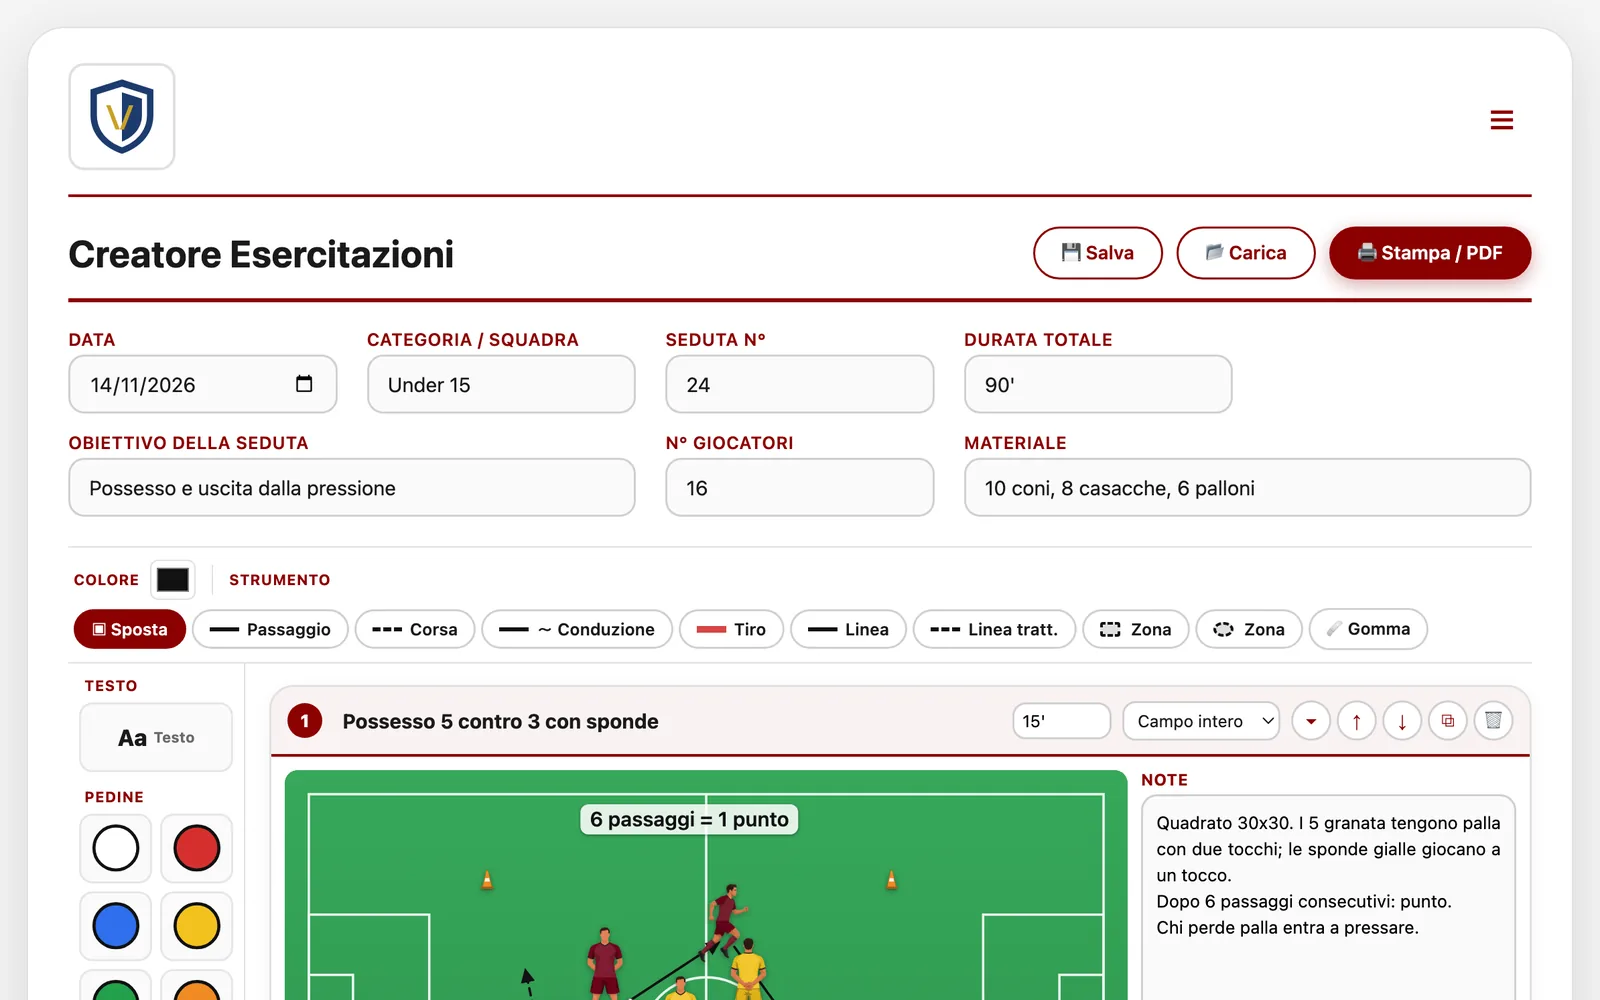 V
Creatore Esercitazioni
Salva
Carica
Stampa / PDF
DATA
CATEGORIA / SQUADRA
SEDUTA N°
DURATA TOTALE
14/11/2026
Under 15
24
90'
OBIETTIVO DELLA SEDUTA
N° GIOCATORI
MATERIALE
Possesso e uscita dalla pressione
16
10 coni, 8 casacche, 6 palloni
COLORE
STRUMENTO
Sposta
Passaggio
Corsa
~ Conduzione
Tiro
Linea
Linea tratt.
Zona
Zona
Gomma
TESTO
Aa Testo
PEDINE
1
Possesso 5 contro 3 con sponde
15'
Campo intero
6 passaggi = 1 punto
NOTE
Quadrato 30x30. I 5 granata tengono palla
con due tocchi; le sponde gialle giocano a
un tocco.
Dopo 6 passaggi consecutivi: punto.
Chi perde palla entra a pressare.